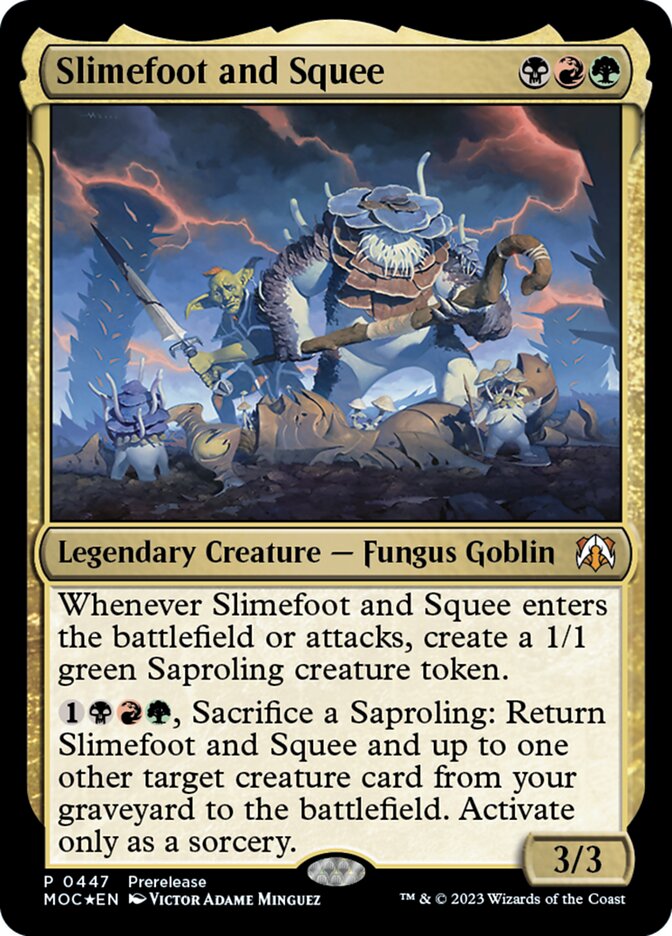 Slimefoot and Squee
Legendary Creature — Fungus Goblin
Whenever Slimefoot and Squee enters
the battlefield or attacks, create a 1/1
green Saproling creature token.
1, Sacrifice a Saproling: Return
Slimefoot and Squee and up to one
other target creature card from your
graveyard to the battlefield. Activate
only as a sorcery.
3/3
P 0447 Prerelease
MOC★EN Victor Adame Minguez
™ & © 2023 Wizards of the Coast